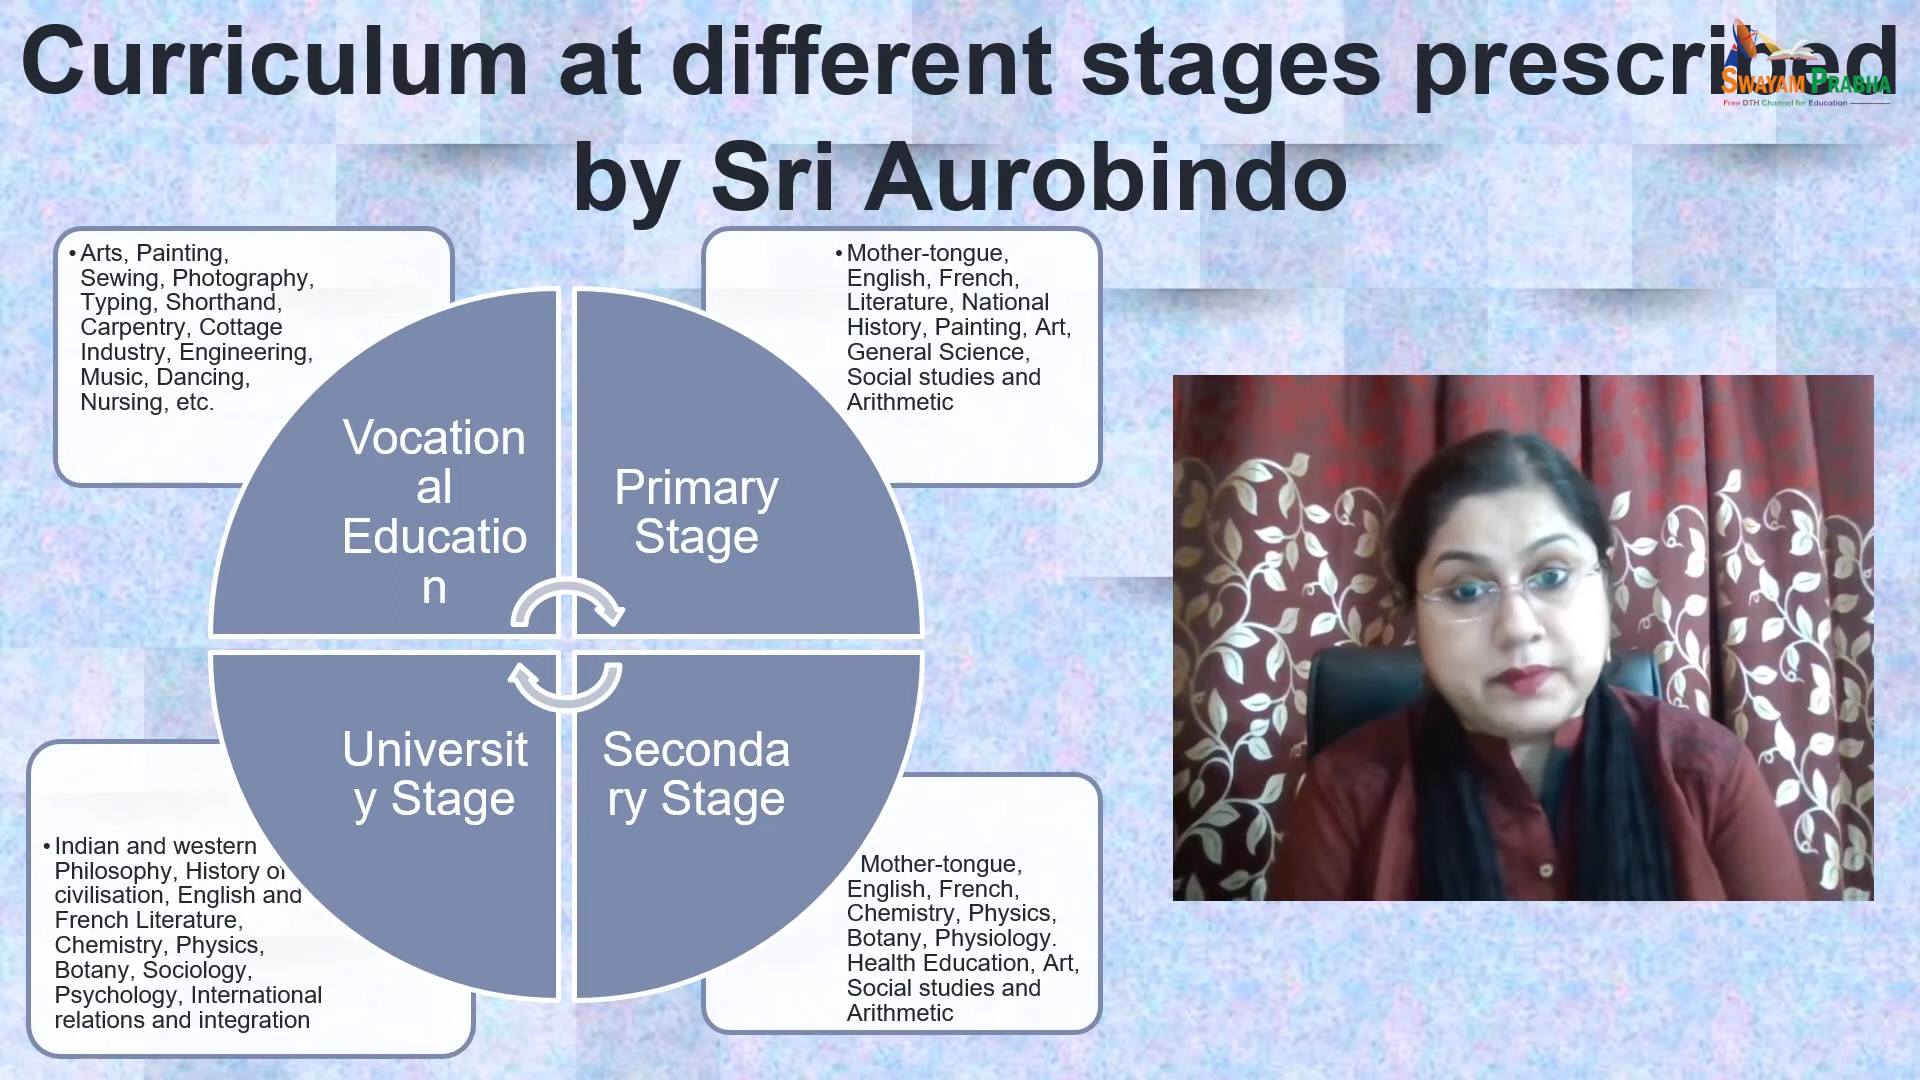 Curriculum at different stages prescribed
by Sri Aurobindo
SWAYAM PRABHA
Free DTH Channel for Education
• Arts, Painting,
Sewing, Photography,
Typing, Shorthand,
Carpentry, Cottage
Industry, Engineering,
Music, Dancing,
Nursing, etc.
• Mother-tongue,
English, French,
Literature, National
History, Painting, Art,
General Science,
Social studies and
Arithmetic
Vocation
al
Educatio
n
Primary
Stage
Universit
y Stage
Seconda
ry Stage
• Indian and western
Philosophy, History of
civilisation, English and
French Literature,
Chemistry, Physics,
Botany, Sociology,
Psychology, International
relations and integration
Mother-tongue,
English, French,
Chemistry, Physics,
Botany, Physiology.
Health Education, Art,
Social studies and
Arithmetic